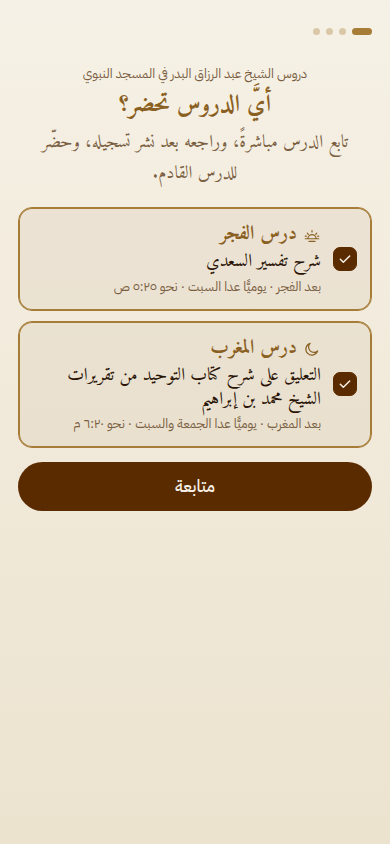 دروس الشيخ عبد الرزاق البدر في المسجد النبوي
أيَّ الدروس تحضر؟
تابع الدرس مباشرةً، وراجعه بعد نشر تسجيله، وحضّر
للدرس القادم.
درس الفجر
شرح تفسير السعدي
بعد الفجر · يوميًّا عدا السبت · نحو ٥:٢٥ ص
درس المغرب
التعليق على شرح كتاب التوحيد من تقريرات
الشيخ محمد بن إبراهيم
بعد المغرب · يوميًّا عدا الجمعة والسبت · نحو ٦:٢٠ م
متابعة